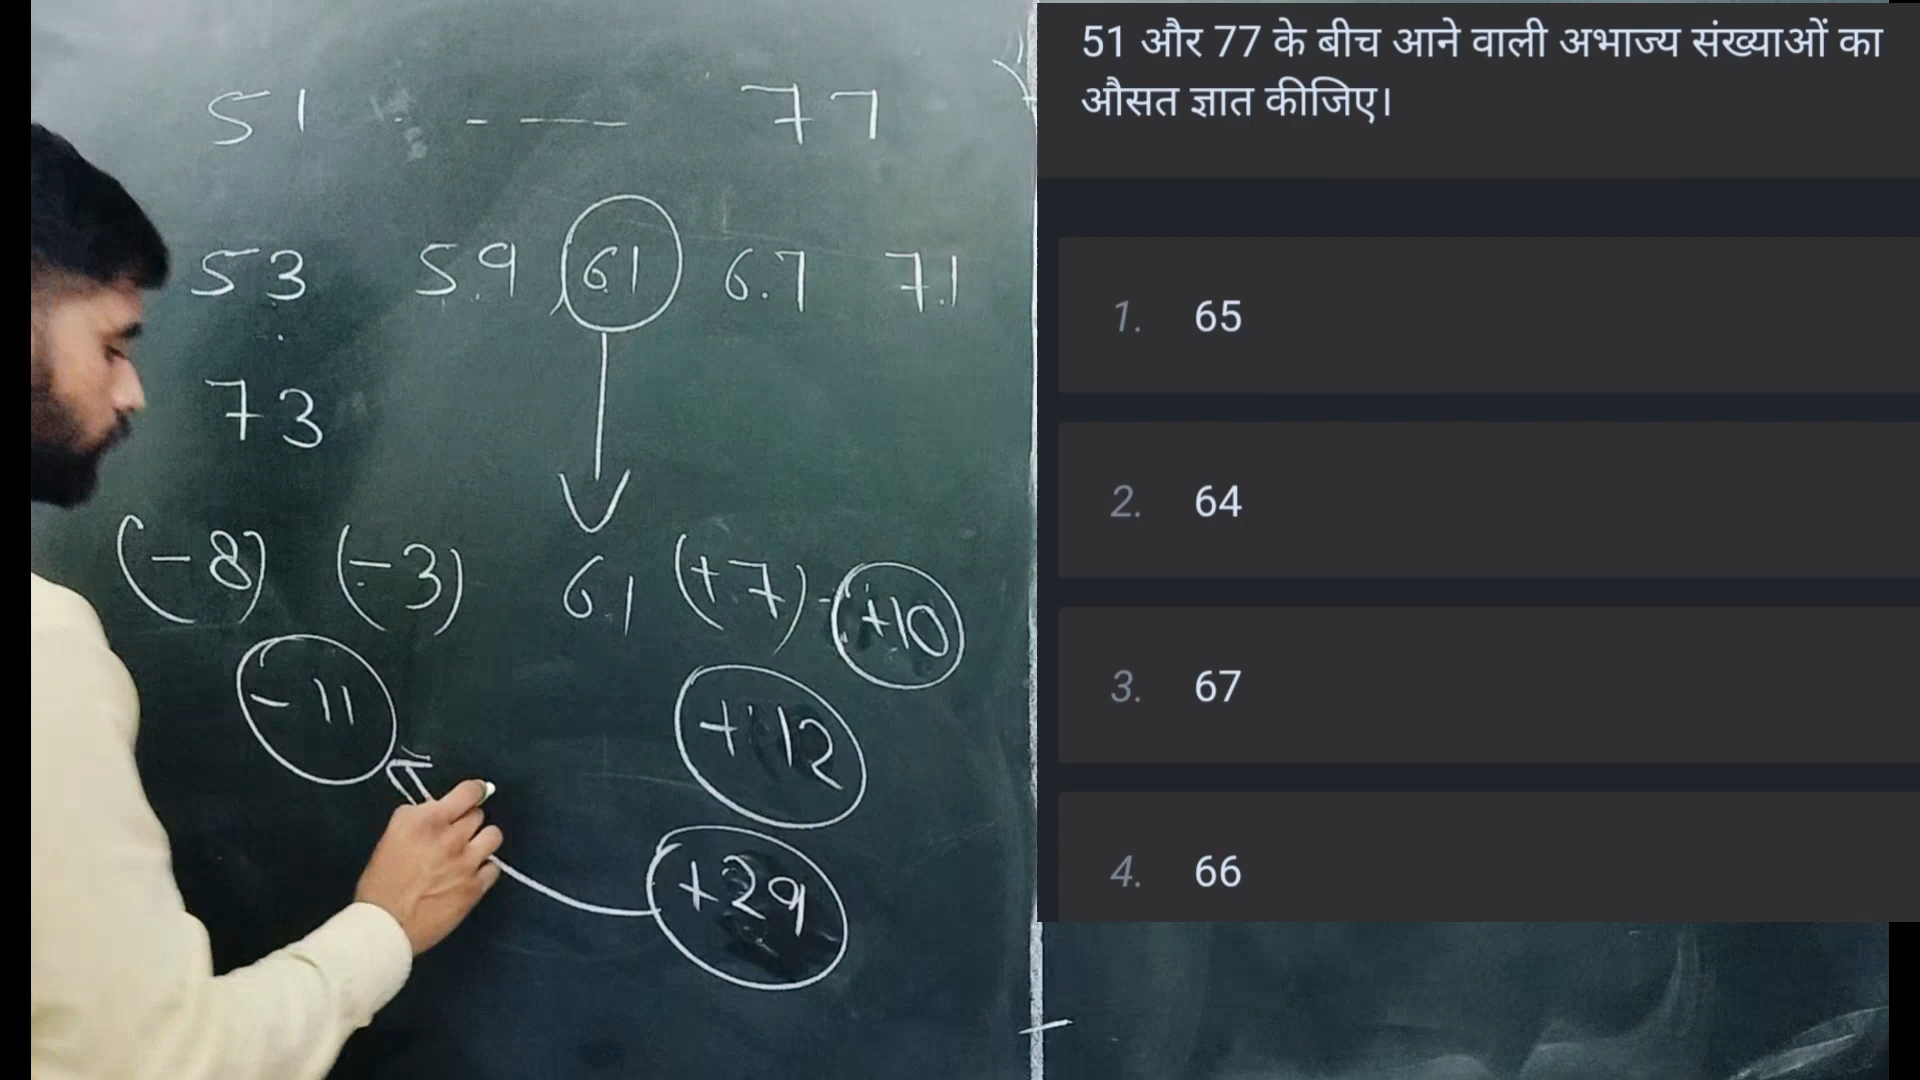 51 - - — 77
53 59 61 67 71
73
(-8) (-3) 61 (+7) +10
-11 +12
+29
51 और 77 के बीच आने वाली अभाज्य संख्याओं का
औसत ज्ञात कीजिए।
1. 65
2. 64
3. 67
4. 66